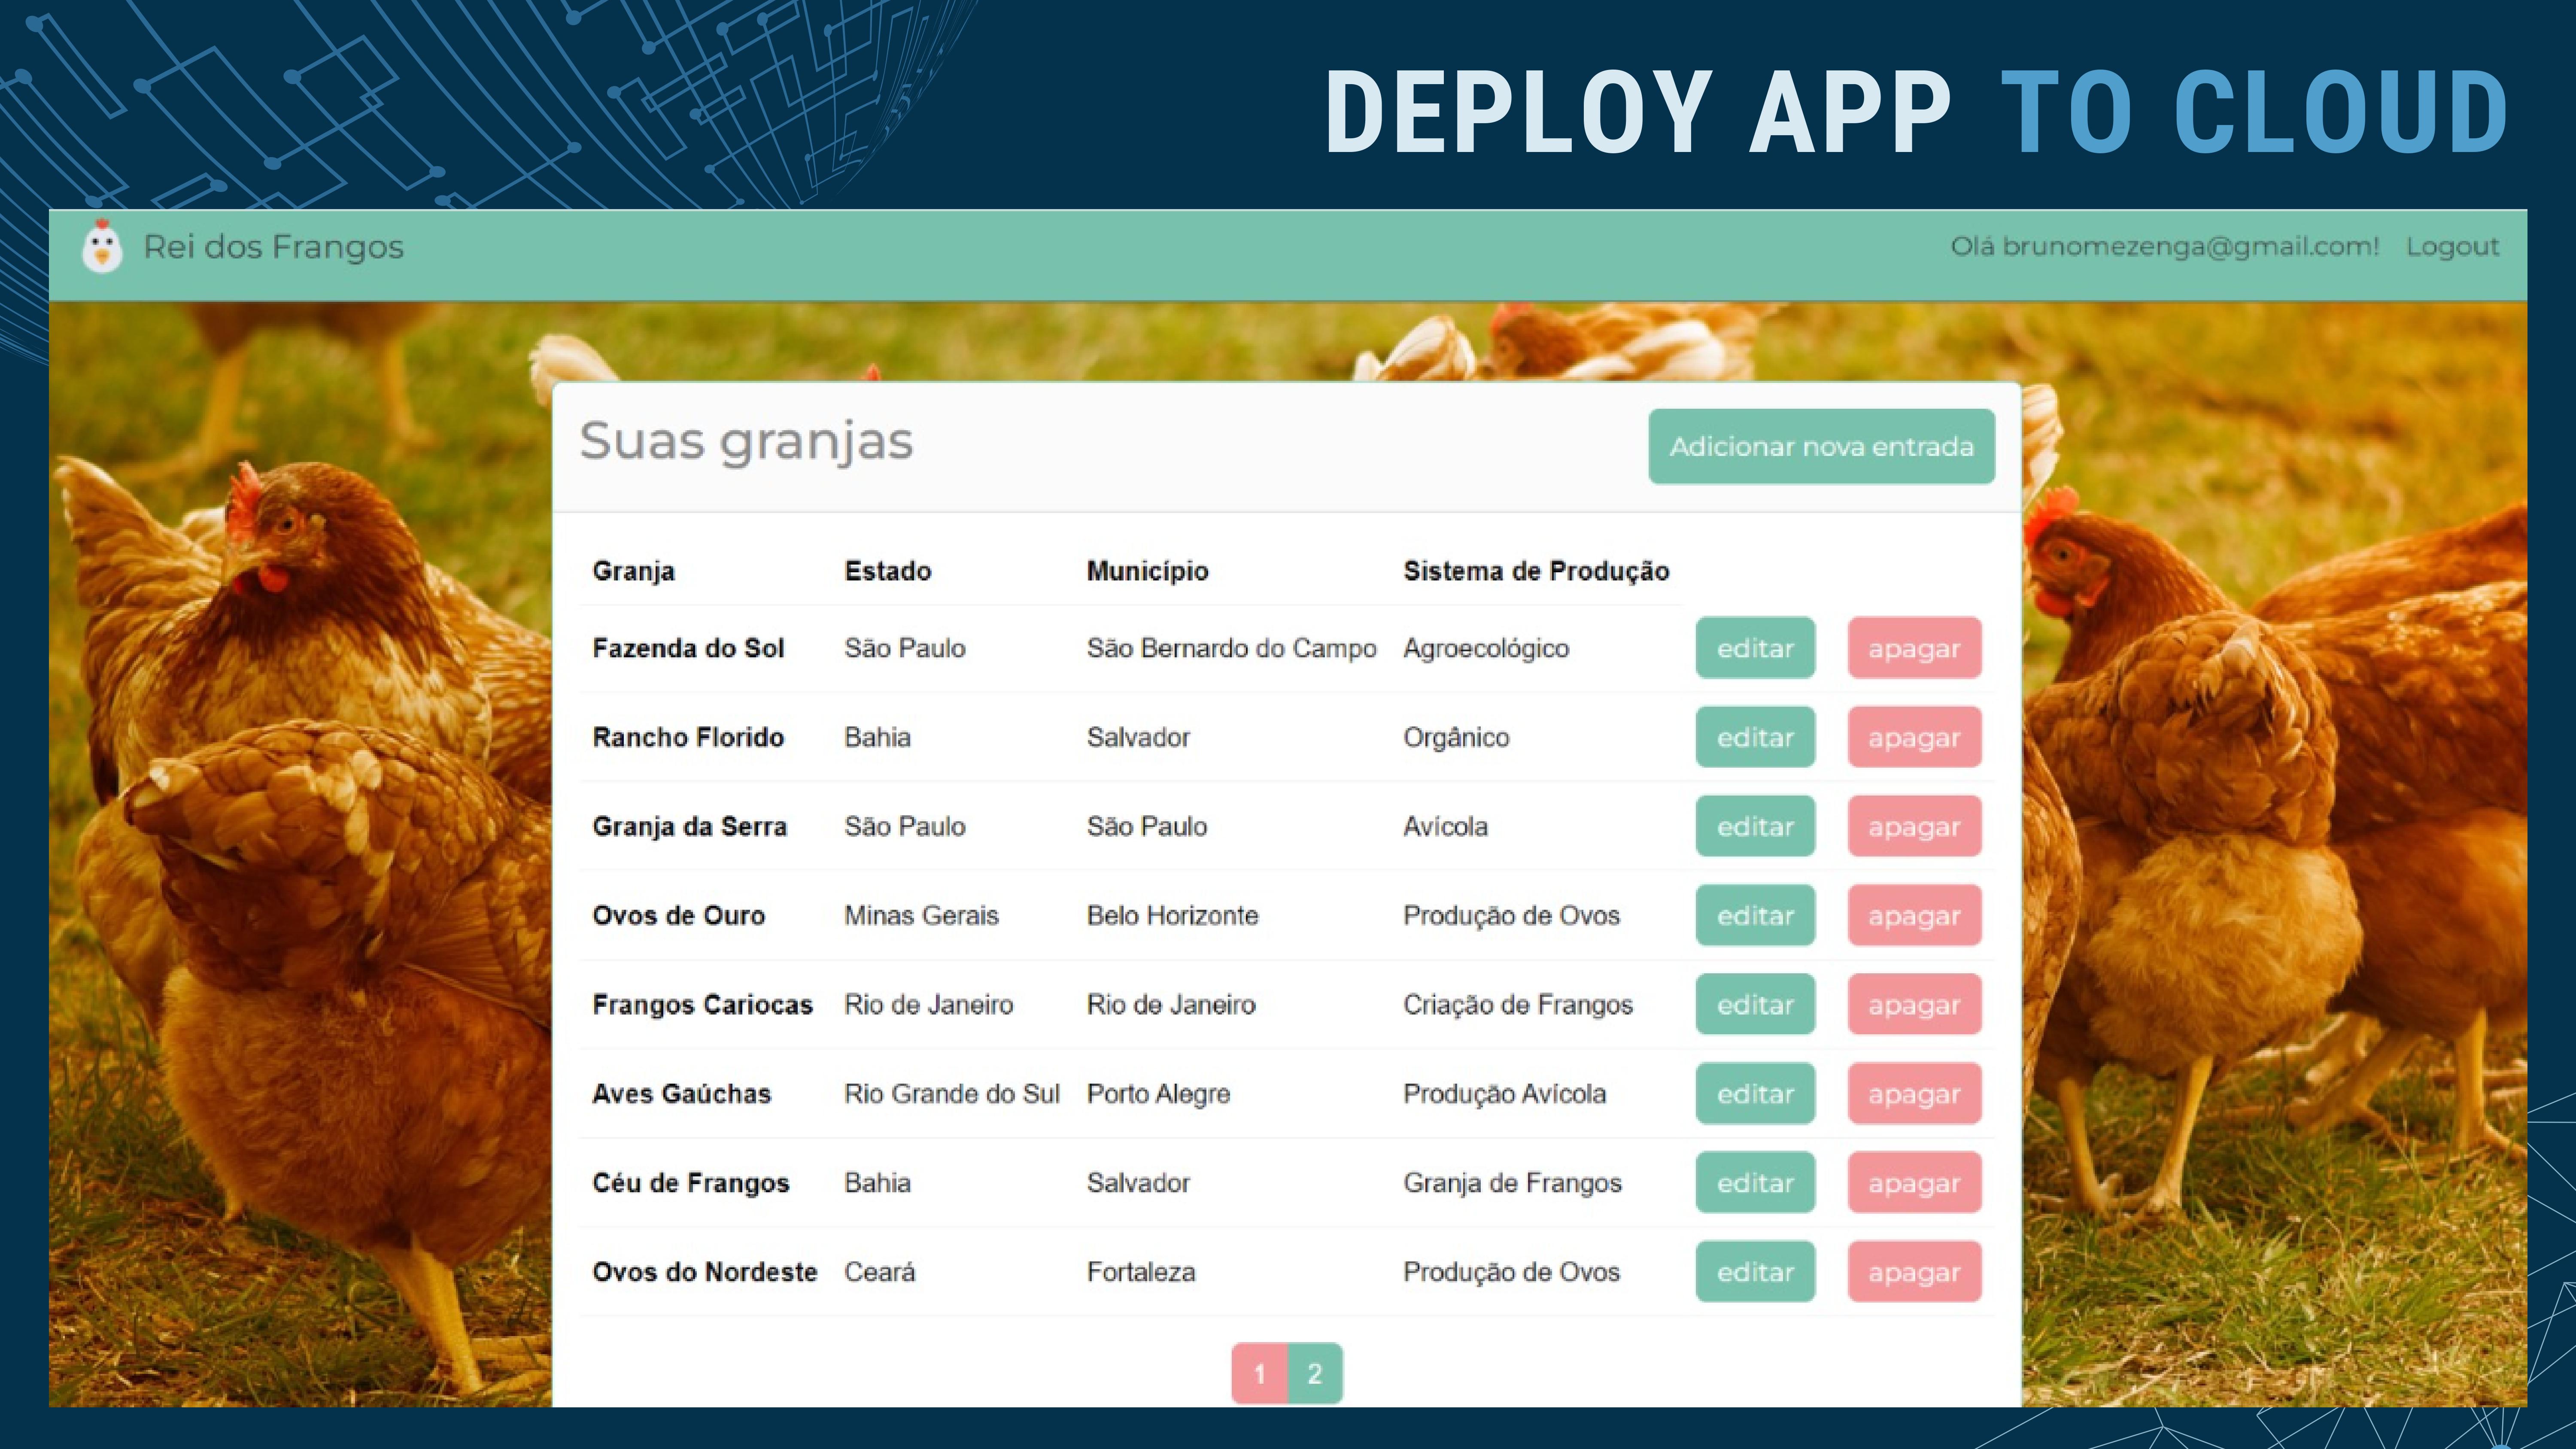 DEPLOY APP TO CLOUD
Rei dos Frangos
Olá brunomezenga@gmail.com! Logout
Suas granjas
Adicionar nova entrada
Granja Estado Município Sistema de Produção
Fazenda do Sol São Paulo São Bernardo do Campo Agroecológico editar apagar
Rancho Florido Bahia Salvador Orgânico editar apagar
Granja da Serra São Paulo São Paulo Avícola editar apagar
Ovos de Ouro Minas Gerais Belo Horizonte Produção de Ovos editar apagar
Frangos Cariocas Rio de Janeiro Rio de Janeiro Criação de Frangos editar apagar
Aves Gaúchas Rio Grande do Sul Porto Alegre Produção Avícola editar apagar
Céu de Frangos Bahia Salvador Granja de Frangos editar apagar
Ovos do Nordeste Ceará Fortaleza Produção de Ovos editar apagar
1 2